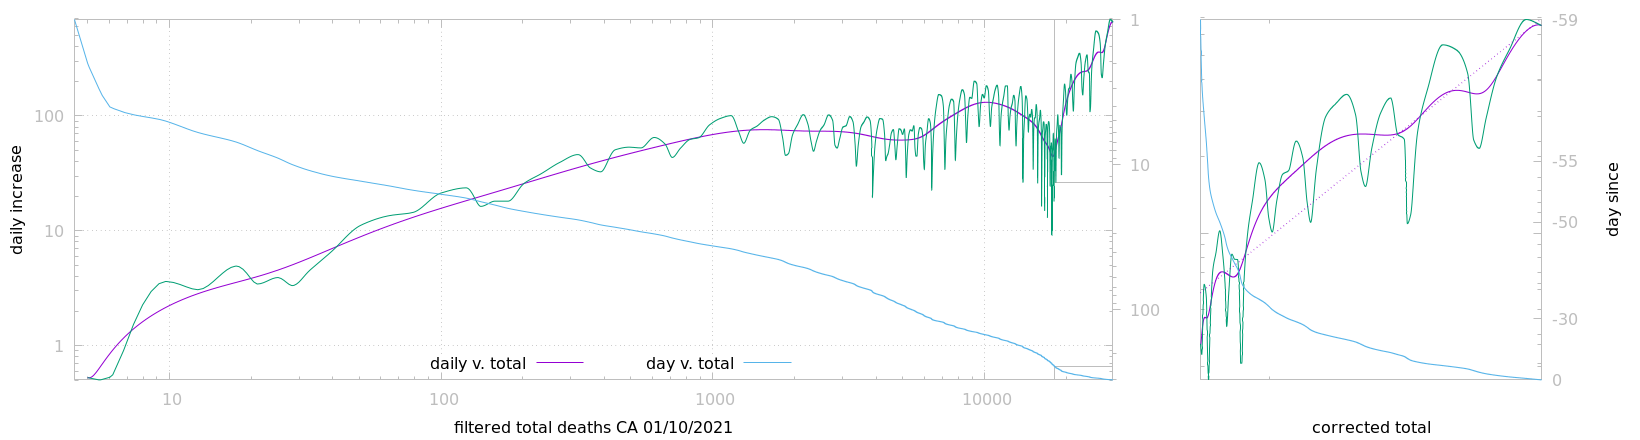 daily increase
100
10
1
daily v. total
day v. total
10
100
1000
10000
filtered total deaths CA 01/10/2021
1
10
100
-59
-55
-50
-30
0
day since
corrected total